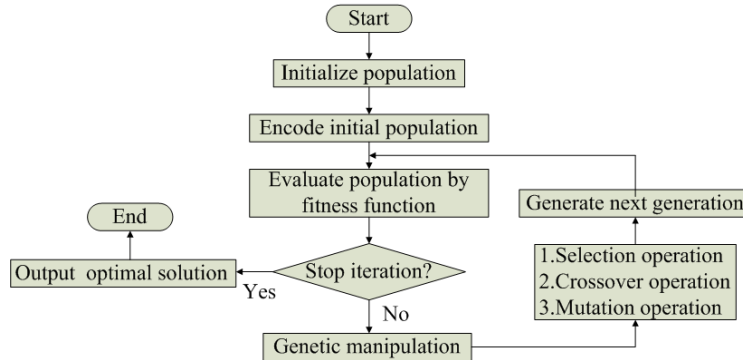 Start
Initialize population
Encode initial population
Evaluate population by
fitness function
Stop iteration?
Yes
Output optimal solution
End
No
Genetic manipulation
1.Selection operation
2.Crossover operation
3.Mutation operation
Generate next generation